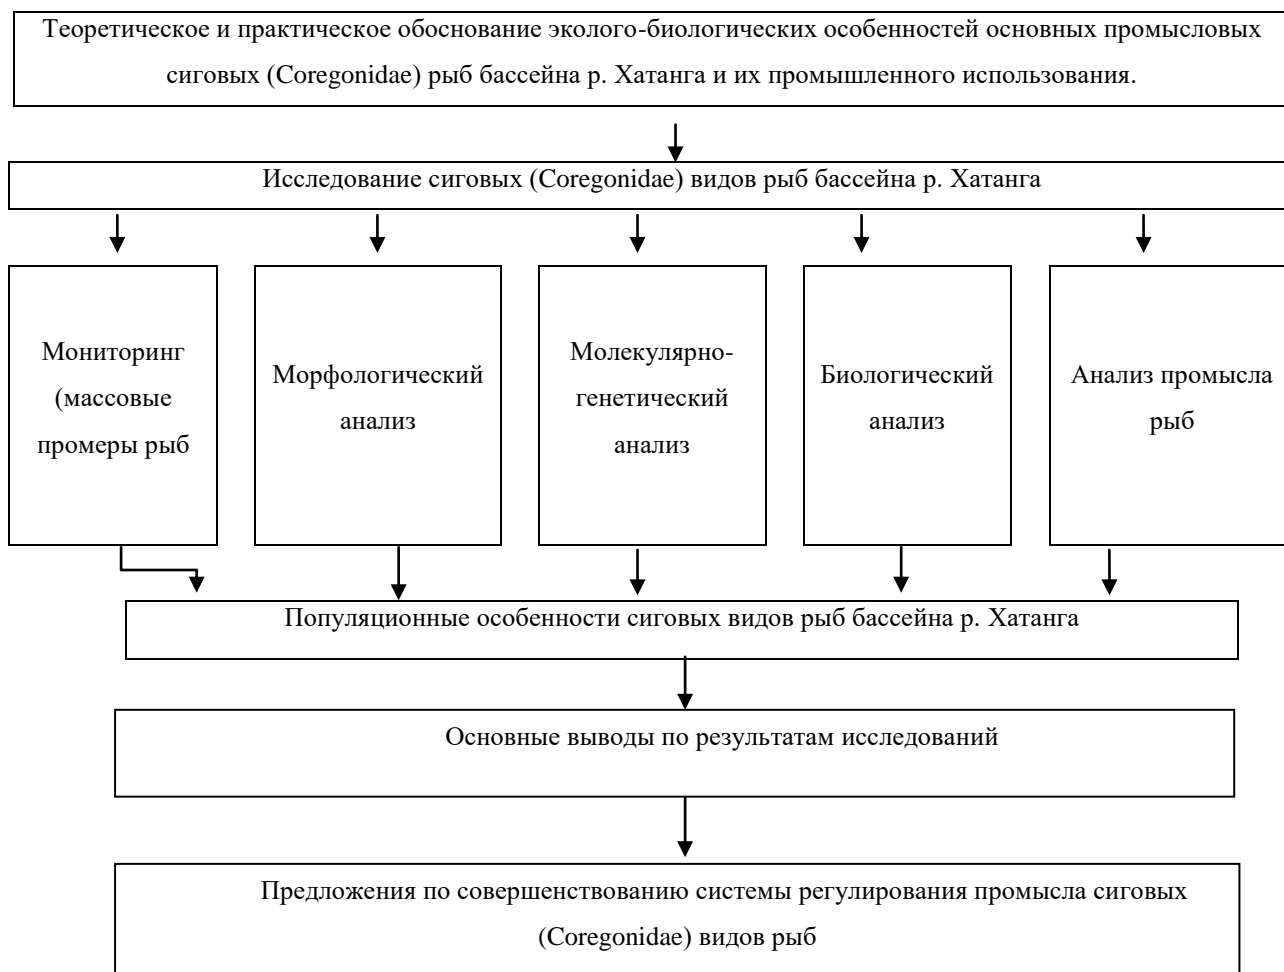 Теоретическое и практическое обоснование эколого-биологических особенностей основных промысловых
сиговых (Coregonidae) рыб бассейна р. Хатанга и их промышленного использования.
Исследование сиговых (Coregonidae) видов рыб бассейна р. Хатанга
Мониторинг
(массовые
промеры рыб
Морфологический
анализ
Молекулярно-
генетический
анализ
Биологический
анализ
Анализ промысла
рыб
Популяционные особенности сиговых видов рыб бассейна р. Хатанга
Основные выводы по результатам исследований
Предложения по совершенствованию системы регулирования промысла сиговых
(Coregonidae) видов рыб